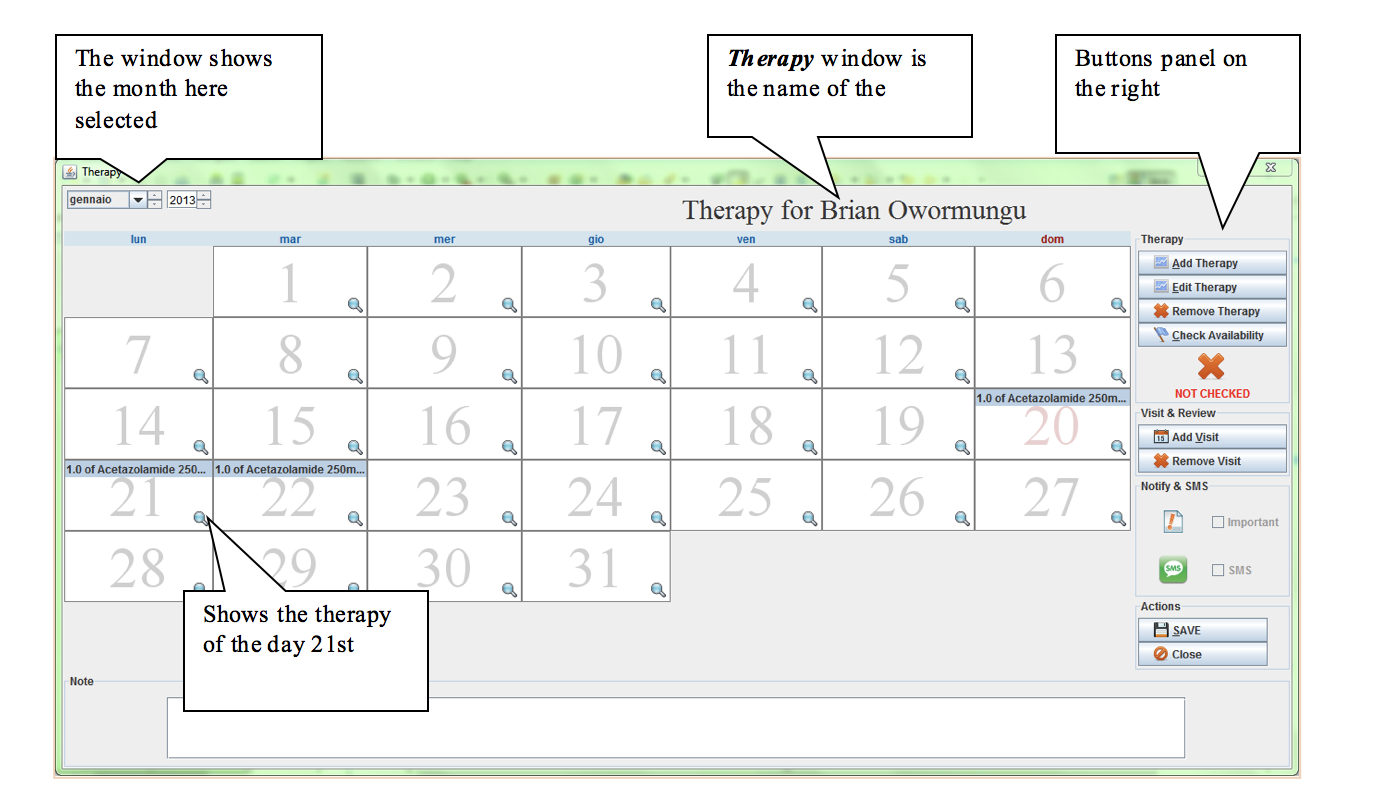 The window shows
the month here
selected
Therapy window is
the name of the
Buttons panel on
the right
Therapy
gennaio 2013
Therapy for Brian Owormungu
lun mar mer gio ven sab dom
1 2 3 4 5 6
7 8 9 10 11 12 13
1.0 of Acetazolamide 250m...
14 15 16 17 18 19 20
1.0 of Acetazolamide 250... 1.0 of Acetazolamide 250m...
21 22 23 24 25 26 27
28 29 30 31
Shows the therapy
of the day 21st
Therapy
Add Therapy
Edit Therapy
Remove Therapy
Check Availability
NOT CHECKED
Visit & Review
15 Add Visit
Remove Visit
Notify & SMS
Important
SMS SMS
Actions
SAVE
Close
Note